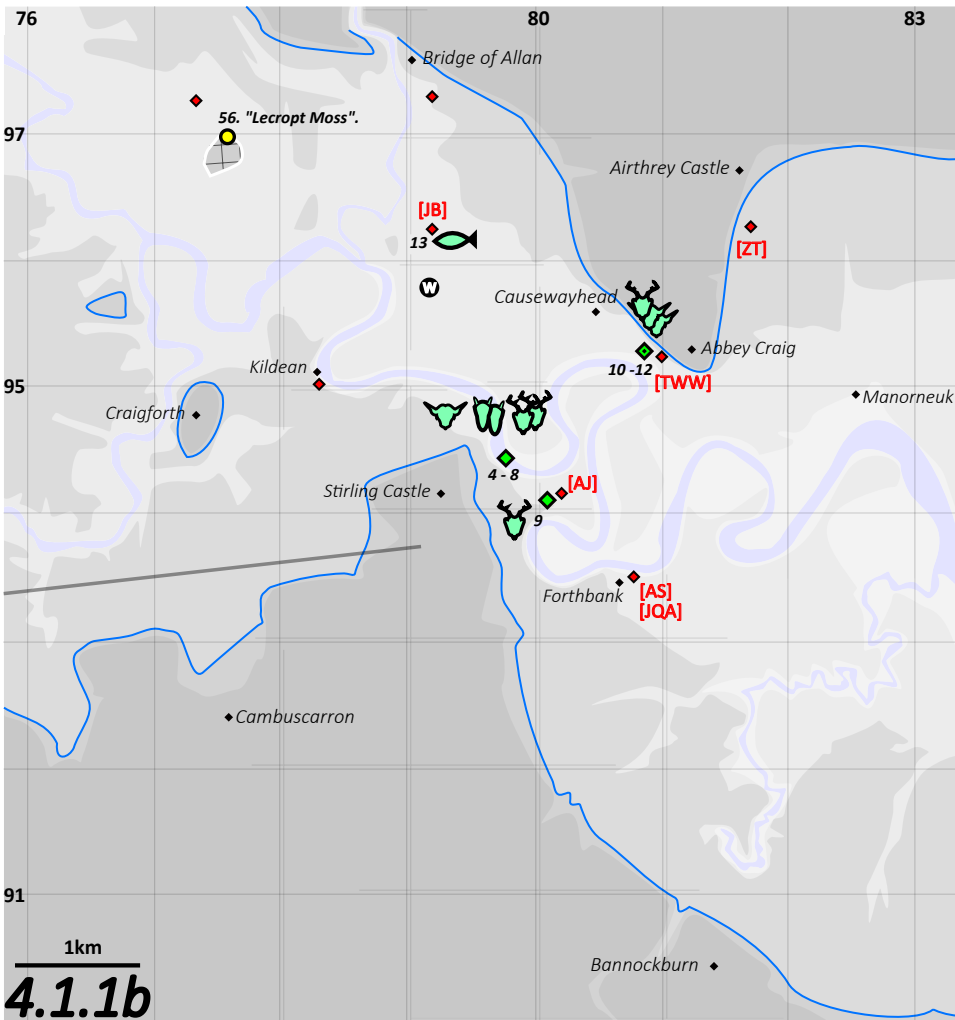 76
80
83
Bridge of Allan
56. "Lecropt Moss".
97
Airthrey Castle
[JB]
13
[ZT]
W
Causewayhead
Abbey Craig
Kildean
10 -12
[TWW]
95
Craigforth
Manorneuk
4 - 8
Stirling Castle
[AJ]
9
Forthbank
[AS]
[JQA]
Cambuscarron
91
1km
Bannockburn
4.1.1b